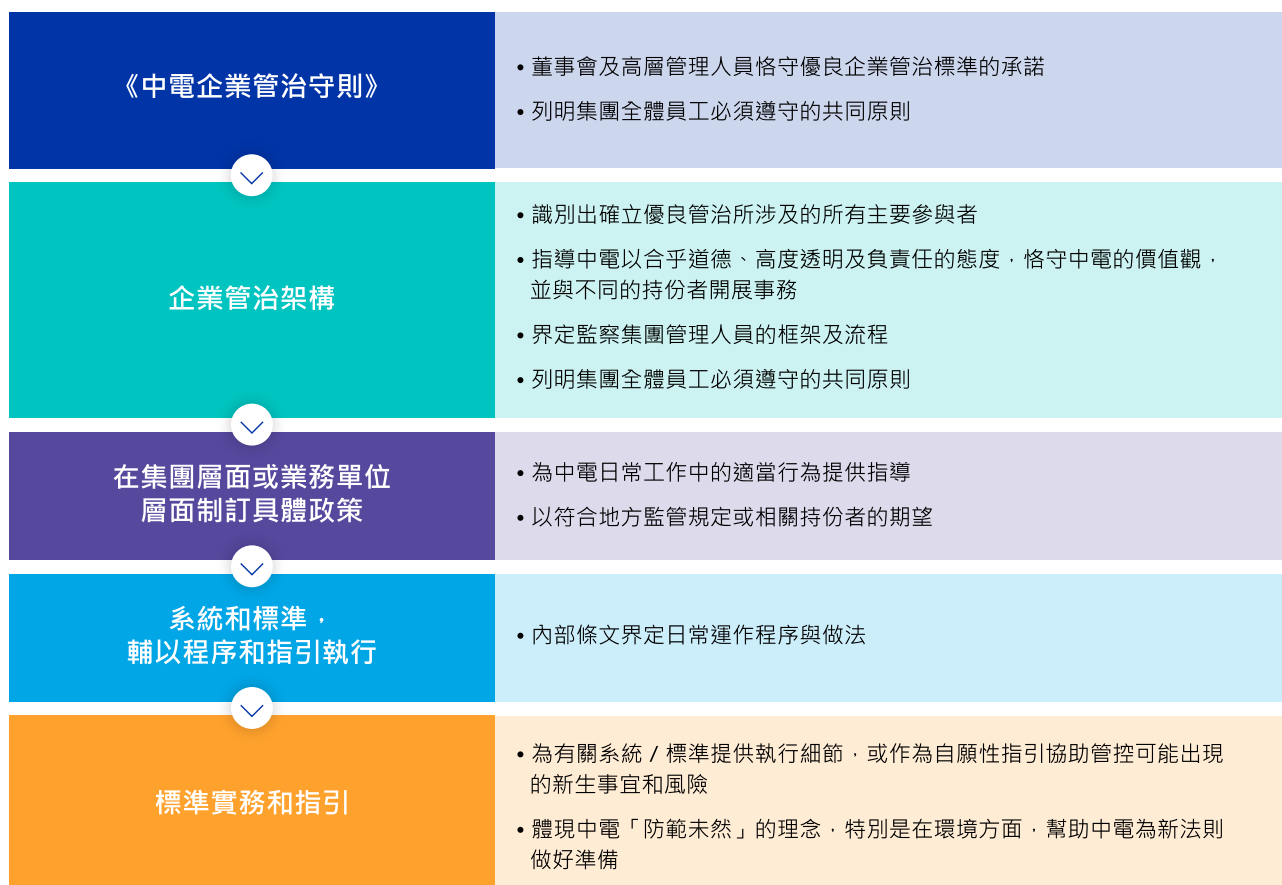 《中電企業管治守則》
• 董事會及高層管理人員恪守優良企業管治標準的承諾
• 列明集團全體員工必須遵守的共同原則
企業管治架構
• 識別出確立優良管治所涉及的所有主要參與者
• 指導中電以合乎道德、高度透明及負責任的態度，恪守中電的價值觀，
並與不同的持份者開展事務
• 界定監察集團管理人員的框架及流程
• 列明集團全體員工必須遵守的共同原則
在集團層面或業務單位
層面制訂具體政策
• 為中電日常工作中的適當行為提供指導
• 以符合地方監管規定或相關持份者的期望
系統和標準，
輔以程序和指引執行
• 內部條文界定日常運作程序與做法
標準實務和指引
• 為有關系統 / 標準提供執行細節，或作為自願性指引協助管控可能出現
的新生事宜和風險
• 體現中電「防範未然」的理念，特別是在環境方面，幫助中電為新法則
做好準備